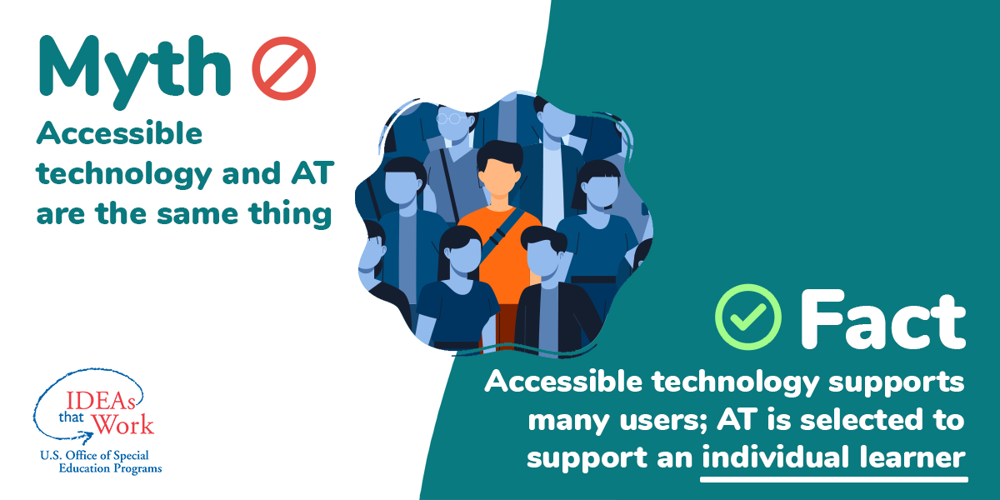 Myth
Accessible
technology and AT
are the same thing
Fact
Accessible technology supports
many users; AT is selected to
support an individual learner
IDEAs
that Work
U.S. Office of Special
Education Programs